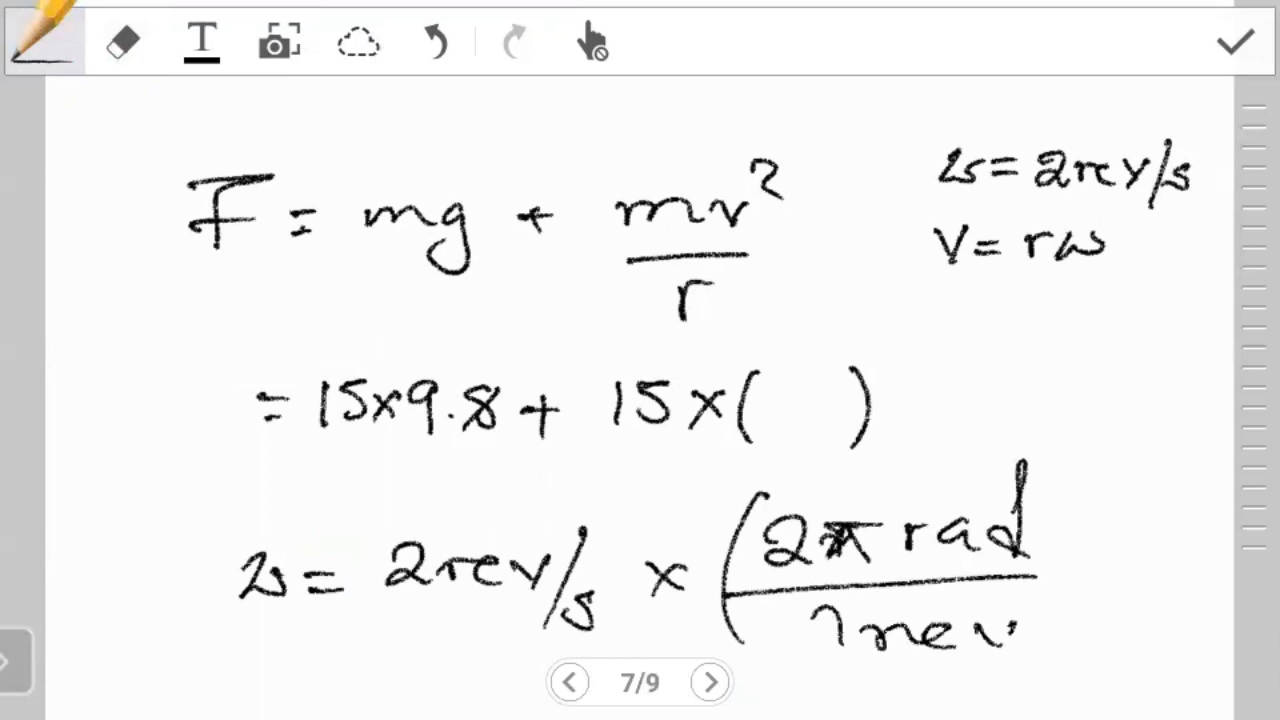 T
F = mg + mv²/r
ω = 2rev/s
v = rω
= 15×9.8 + 15×( )
ω = 2rev/s × (2π rad/1rev
7/9